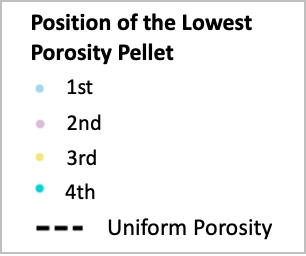 Position of the Lowest
Porosity Pellet
1st
2nd
3rd
4th
Uniform Porosity